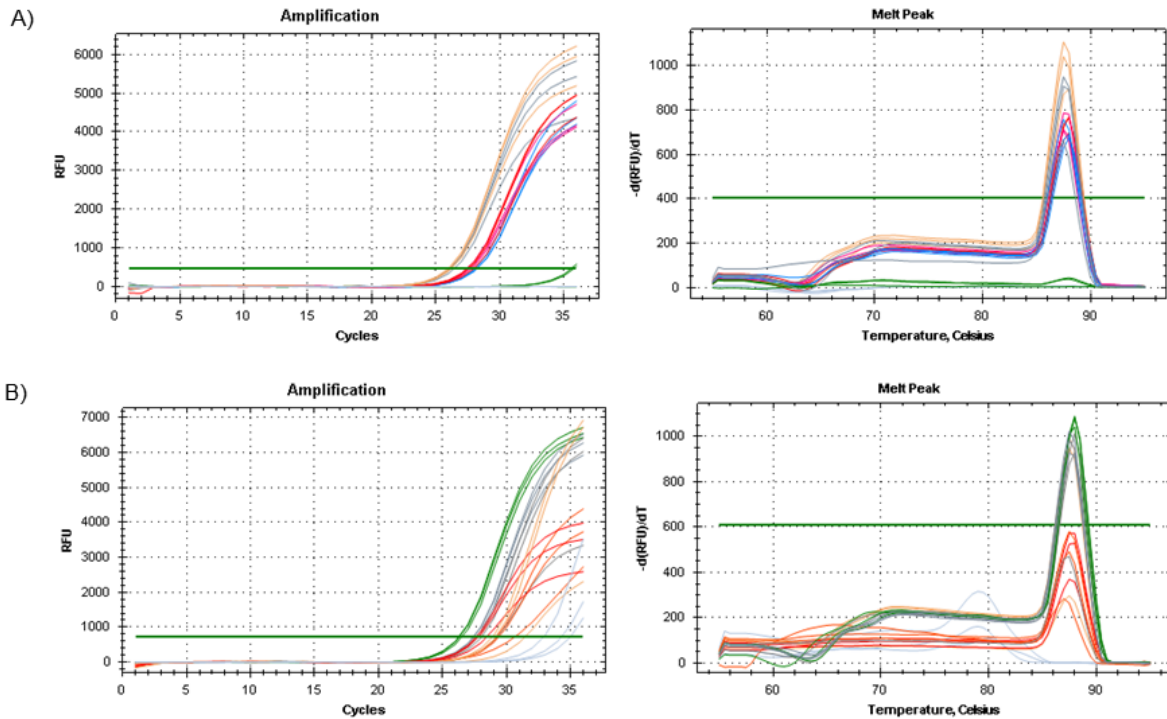 A)
Amplification
RFU
6000
5000
4000
3000
2000
1000
0
0 5 10 15 20 25 30 35
Cycles
Melt Peak
-d(RFU)/dT
1000
800
600
400
200
0
60 70 80 90
Temperature, Celsius
B)
Amplification
RFU
7000
6000
5000
4000
3000
2000
1000
0
0 5 10 15 20 25 30 35
Cycles
Melt Peak
-d(RFU)/dT
1000
800
600
400
200
0
60 70 80 90
Temperature, Celsius